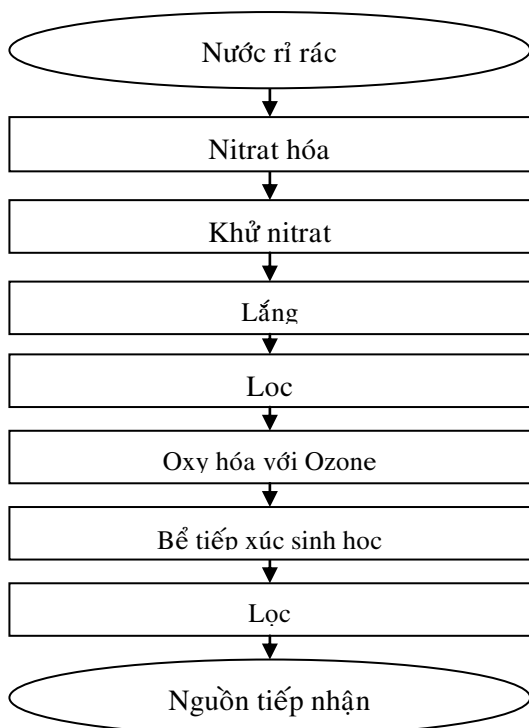 Nước rỉ rác
Nitrat hóa
Khử nitrat
Lắng
Lọc
Oxy hóa với Ozone
Bể tiếp xúc sinh học
Lọc
Nguồn tiếp nhận